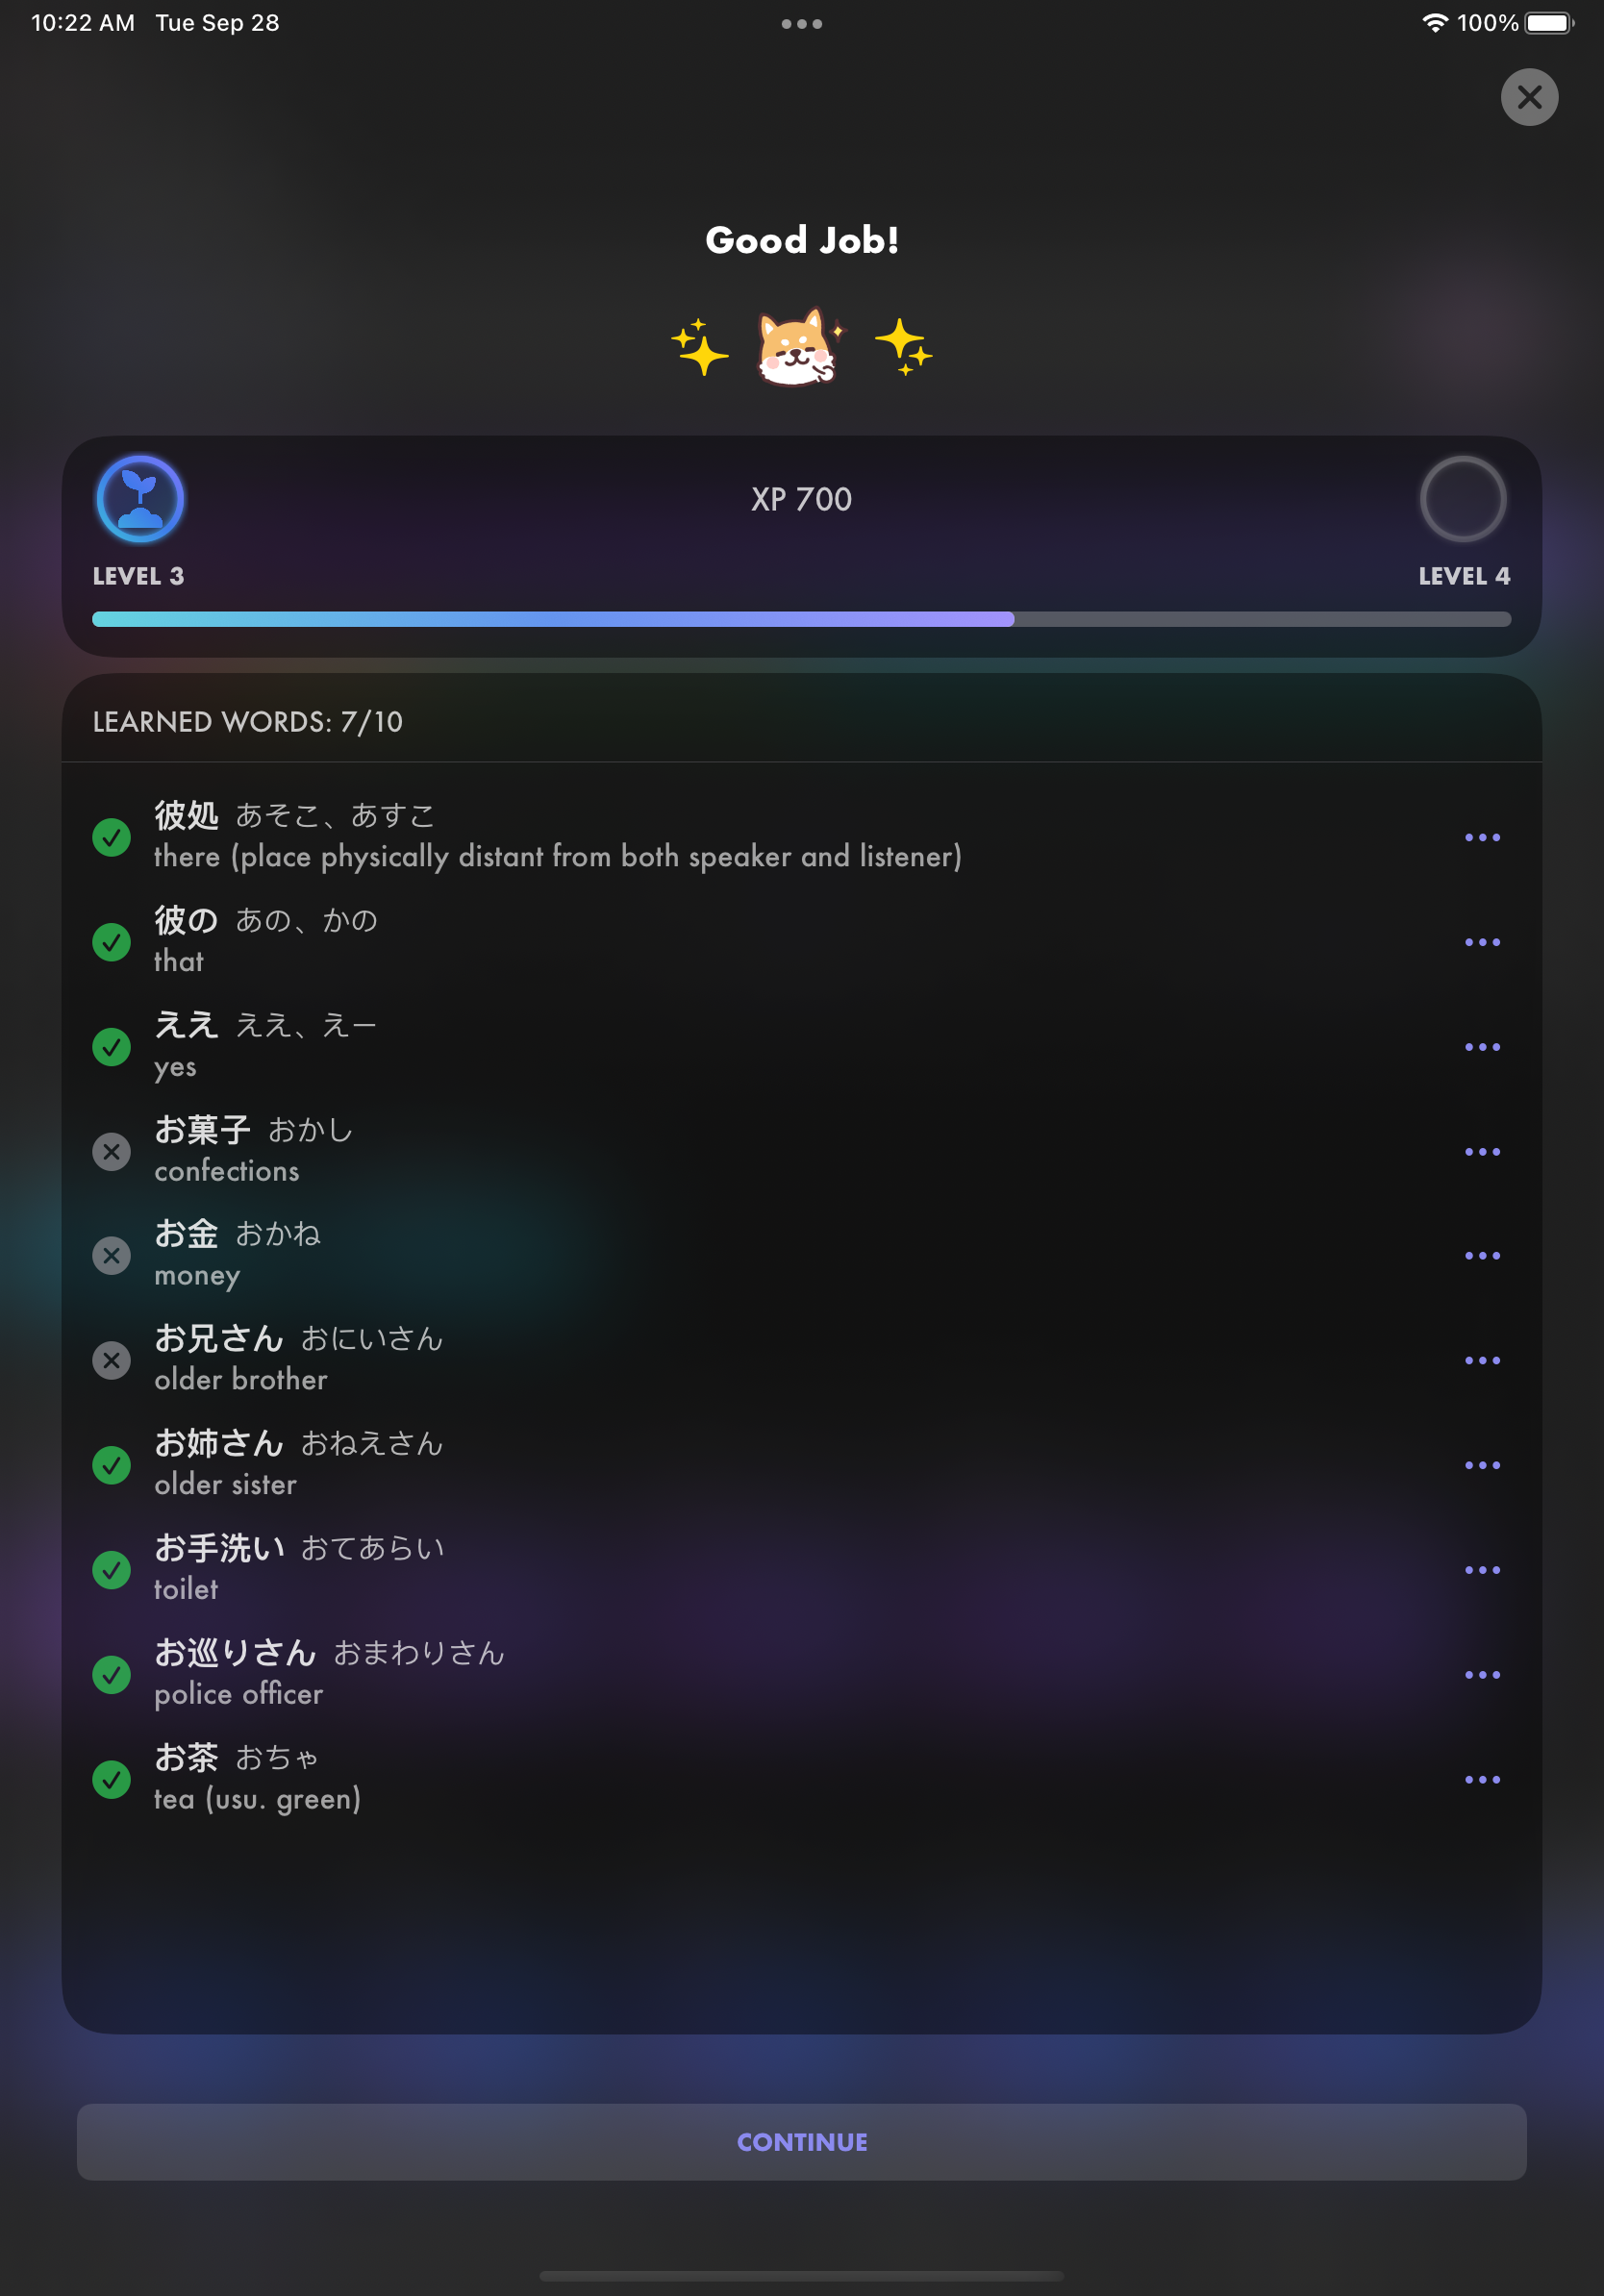 10:22 AM Tue Sep 28
100%
Good Job!
XP 700
LEVEL 3
LEVEL 4
LEARNED WORDS: 7/10
彼処 あそこ、あすこ
there (place physically distant from both speaker and listener)
彼の あの、かの
that
ええ ええ、えー
yes
お菓子 おかし
confections
お金 おかね
money
お兄さん おにいさん
older brother
お姉さん おねえさん
older sister
お手洗い おてあらい
toilet
お巡りさん おまわりさん
police officer
お茶 おちゃ
tea (usu. green)
CONTINUE